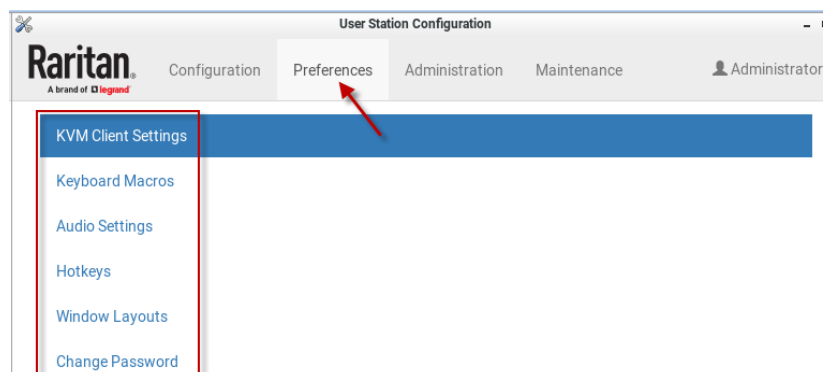 User Station Configuration
Raritan.
A brand of legrand
Configuration Preferences Administration Maintenance Administrator
KVM Client Settings
Keyboard Macros
Audio Settings
Hotkeys
Window Layouts
Change Password